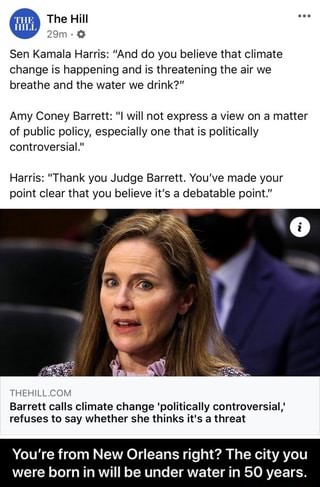 THE HILL
The Hill
29m ·
Sen Kamala Harris: “And do you believe that climate
change is happening and is threatening the air we
breathe and the water we drink?”
Amy Coney Barrett: "I will not express a view on a matter
of public policy, especially one that is politically
controversial."
Harris: "Thank you Judge Barrett. You’ve made your
point clear that you believe it’s a debatable point.”
i
THEHILL.COM
Barrett calls climate change 'politically controversial,'
refuses to say whether she thinks it's a threat
You’re from New Orleans right? The city you
were born in will be under water in 50 years.